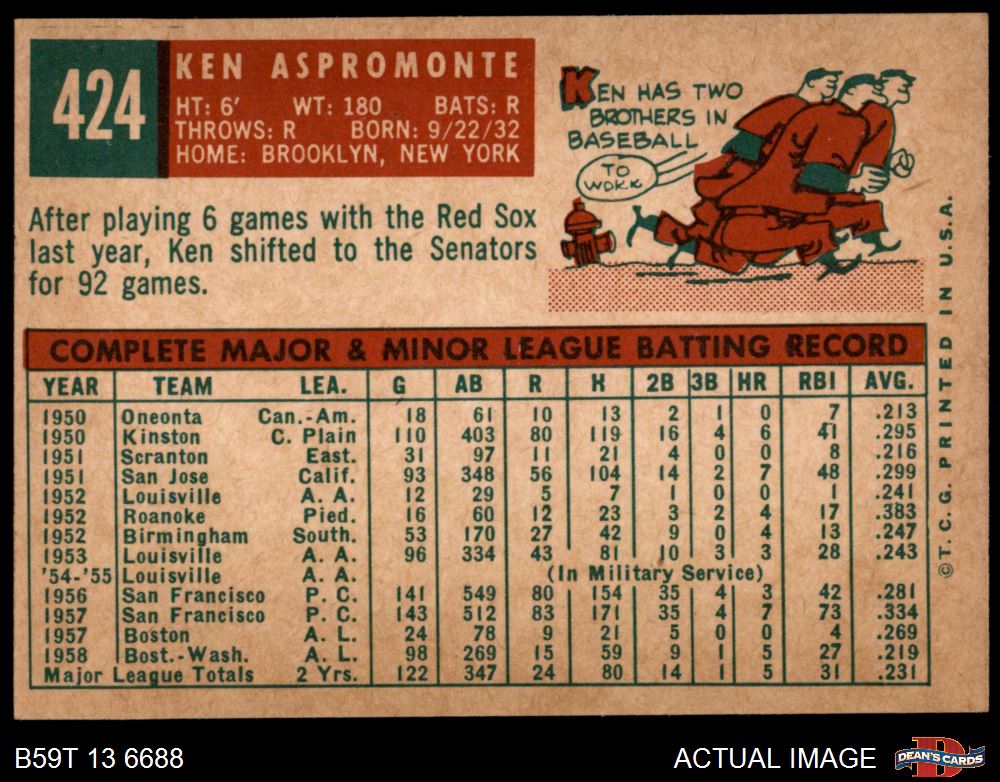 424
KEN ASPROMONTE
HT: 6' WT: 180 BATS: R
THROWS: R BORN: 9/22/32
HOME: BROOKLYN, NEW YORK
KEN HAS TWO
BROTHERS IN
BASEBALL
TO
WORK
After playing 6 games with the Red Sox
last year, Ken shifted to the Senators
for 92 games.
COMPLETE MAJOR & MINOR LEAGUE BATTING RECORD
YEAR TEAM LEA. G AB R H 2B 3B HR RBI AVG.
1950 Oneonta Can.-Am. 18 61 10 13 2 1 0 7 .213
1950 Kinston C. Plain 110 403 80 119 16 4 6 41 .295
1951 Scranton East. 31 97 11 21 4 0 0 8 .216
1951 San Jose Calif. 93 348 56 104 14 2 7 48 .299
1952 Louisville A. A. 12 29 5 7 1 0 0 1 .241
1952 Roanoke Pied. 16 60 12 23 3 2 4 17 .383
1952 Birmingham South. 53 170 27 42 9 0 4 13 .247
1953 Louisville A. A. 96 334 43 81 10 3 3 28 .243
'54-'55 Louisville A. A. (In Military Service)
1956 San Francisco P. C. 141 549 80 154 35 4 3 42 .281
1957 San Francisco P. C. 143 512 83 171 35 4 7 73 .334
1957 Boston A. L. 24 78 9 21 5 0 0 4 .269
1958 Bost.-Wash. A. L. 98 269 15 59 9 1 5 27 .219
Major League Totals 2 Yrs. 122 347 24 80 14 1 5 31 .231
©T. C. G. PRINTED IN U.S.A.
B59T 13 6688
ACTUAL IMAGE
D
DEAN'S CARDS